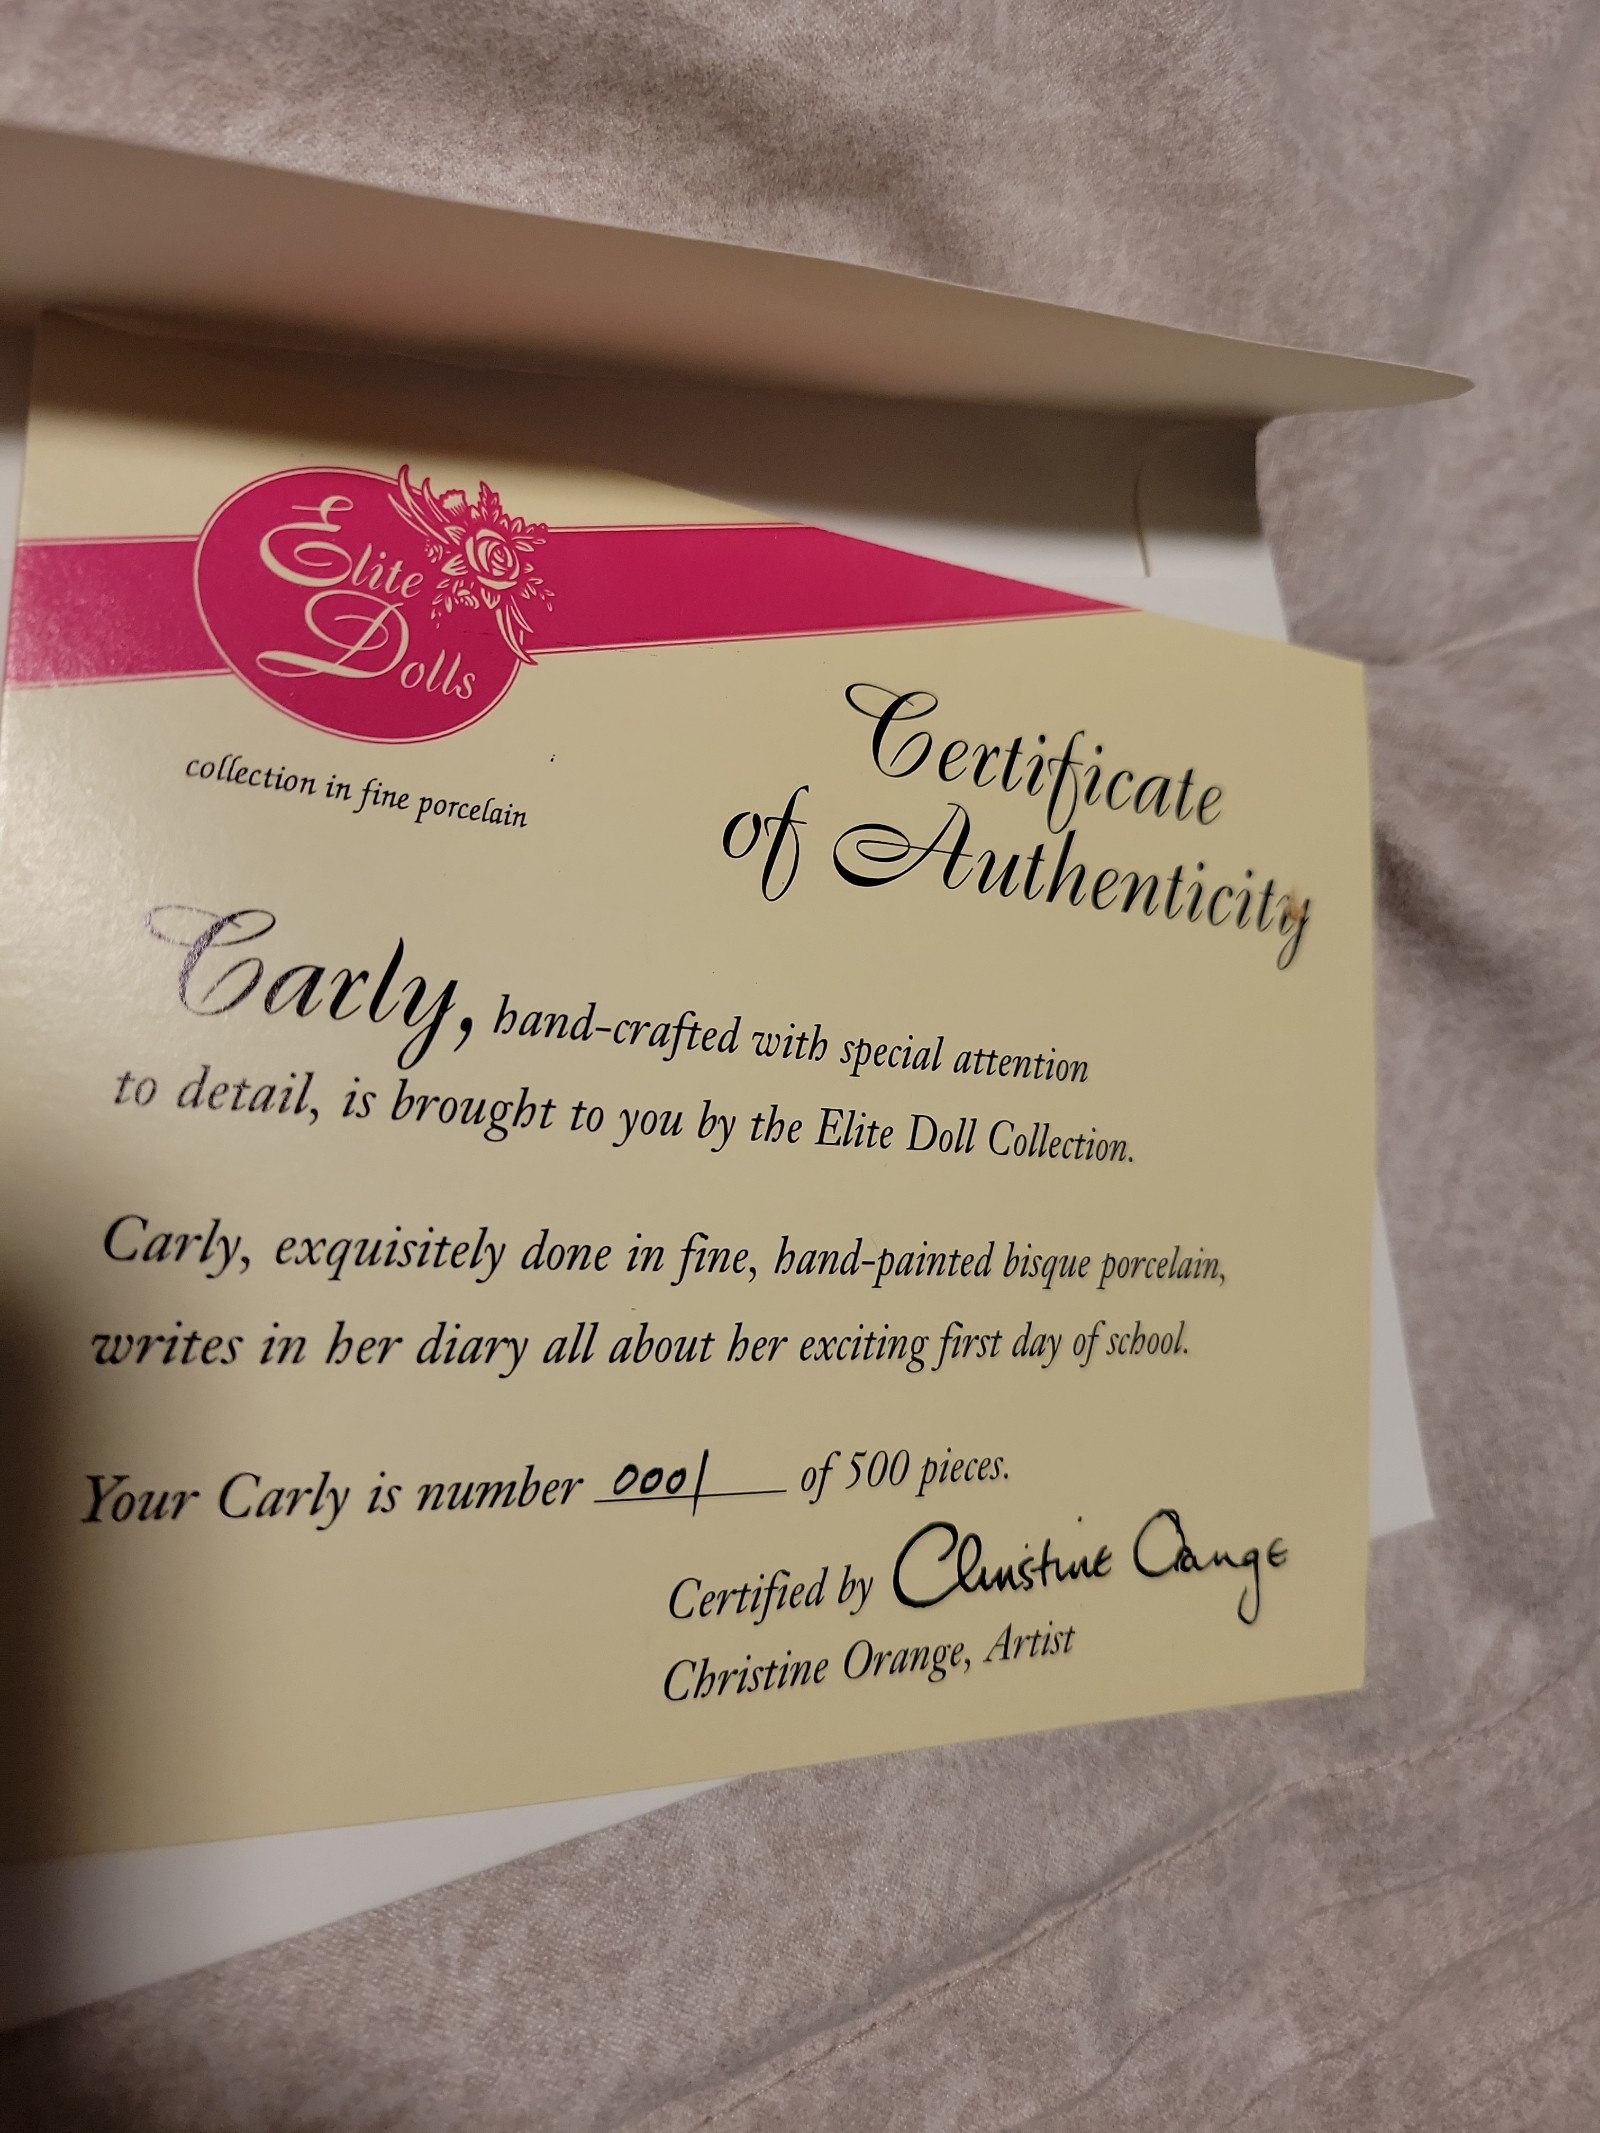 Elite
Dolls
collection in fine porcelain
Certificate
of Authenticity
Carly, hand-crafted with special attention
to detail, is brought to you by the Elite Doll Collection.
Carly, exquisitely done in fine, hand-painted bisque porcelain,
writes in her diary all about her exciting first day of school.
Your Carly is number 0001 of 500 pieces.
Certified by Christine Orange
Christine Orange, Artist